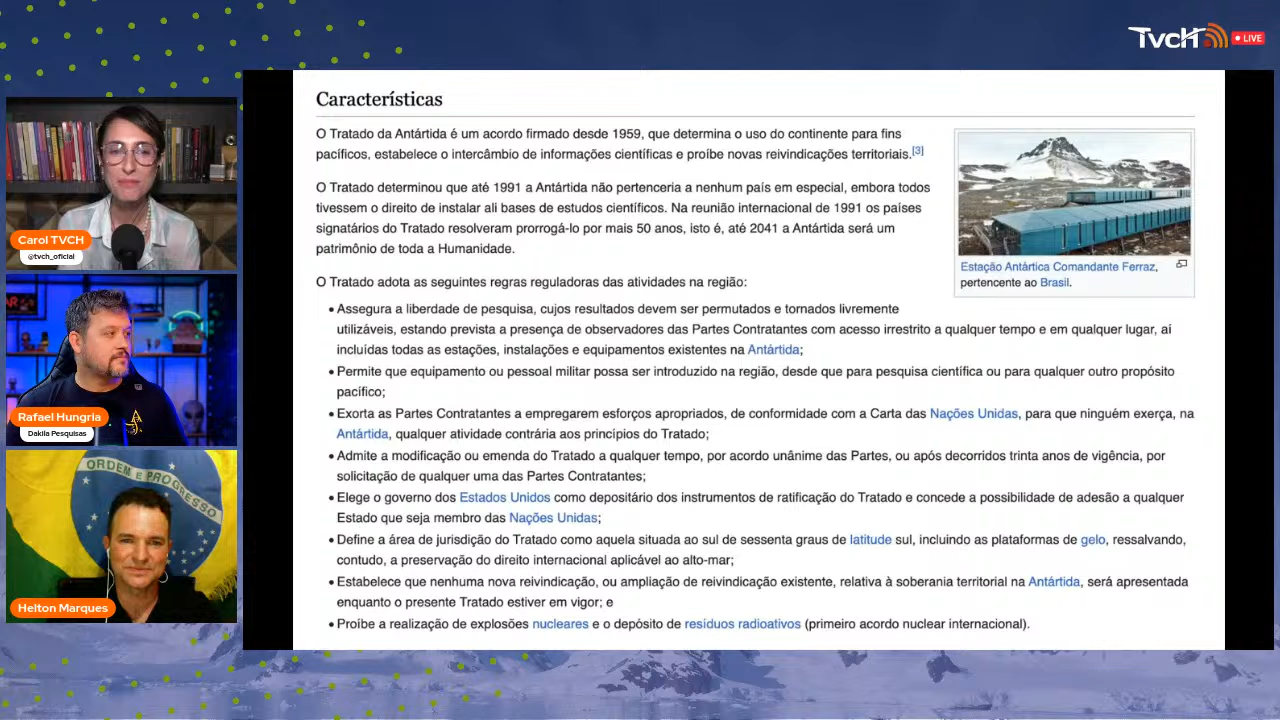 Tvch
LIVE
Características
O Tratado da Antártida é um acordo firmado desde 1959, que determina o uso do continente para fins
pacíficos, estabelece o intercâmbio de informações científicas e proíbe novas reivindicações territoriais.[3]
O Tratado determinou que até 1991 a Antártida não pertenceria a nenhum país em especial, embora todos
tivessem o direito de instalar ali bases de estudos científicos. Na reunião internacional de 1991 os países
signatários do Tratado resolveram prorrogá-lo por mais 50 anos, isto é, até 2041 a Antártida será um
patrimônio de toda a Humanidade.
Estação Antártica Comandante Ferraz,
pertencente ao Brasil.
O Tratado adota as seguintes regras reguladoras das atividades na região:
• Assegura a liberdade de pesquisa, cujos resultados devem ser permutados e tornados livremente
utilizáveis, estando prevista a presença de observadores das Partes Contratantes com acesso irrestrito a qualquer tempo e em qualquer lugar, aí
incluídas todas as estações, instalações e equipamentos existentes na Antártida;
• Permite que equipamento ou pessoal militar possa ser introduzido na região, desde que para pesquisa científica ou para qualquer outro propósito
pacífico;
• Exorta as Partes Contratantes a empregarem esforços apropriados, de conformidade com a Carta das Nações Unidas, para que ninguém exerça, na
Antártida, qualquer atividade contrária aos princípios do Tratado;
• Admite a modificação ou emenda do Tratado a qualquer tempo, por acordo unânime das Partes, ou após decorridos trinta anos de vigência, por
solicitação de qualquer uma das Partes Contratantes;
• Elege o governo dos Estados Unidos como depositário dos instrumentos de ratificação do Tratado e concede a possibilidade de adesão a qualquer
Estado que seja membro das Nações Unidas;
• Define a área de jurisdição do Tratado como aquela situada ao sul de sessenta graus de latitude sul, incluindo as plataformas de gelo, ressalvando,
contudo, a preservação do direito internacional aplicável ao alto-mar;
• Estabelece que nenhuma nova reivindicação, ou ampliação de reivindicação existente, relativa à soberania territorial na Antártida, será apresentada
enquanto o presente Tratado estiver em vigor; e
• Proíbe a realização de explosões nucleares e o depósito de resíduos radioativos (primeiro acordo nuclear internacional).
Carol TVCH
@tvch_oficial
Rafael Hungria
Dakila Pesquisas
ORDEM E PROGRESSO
Helton Marques